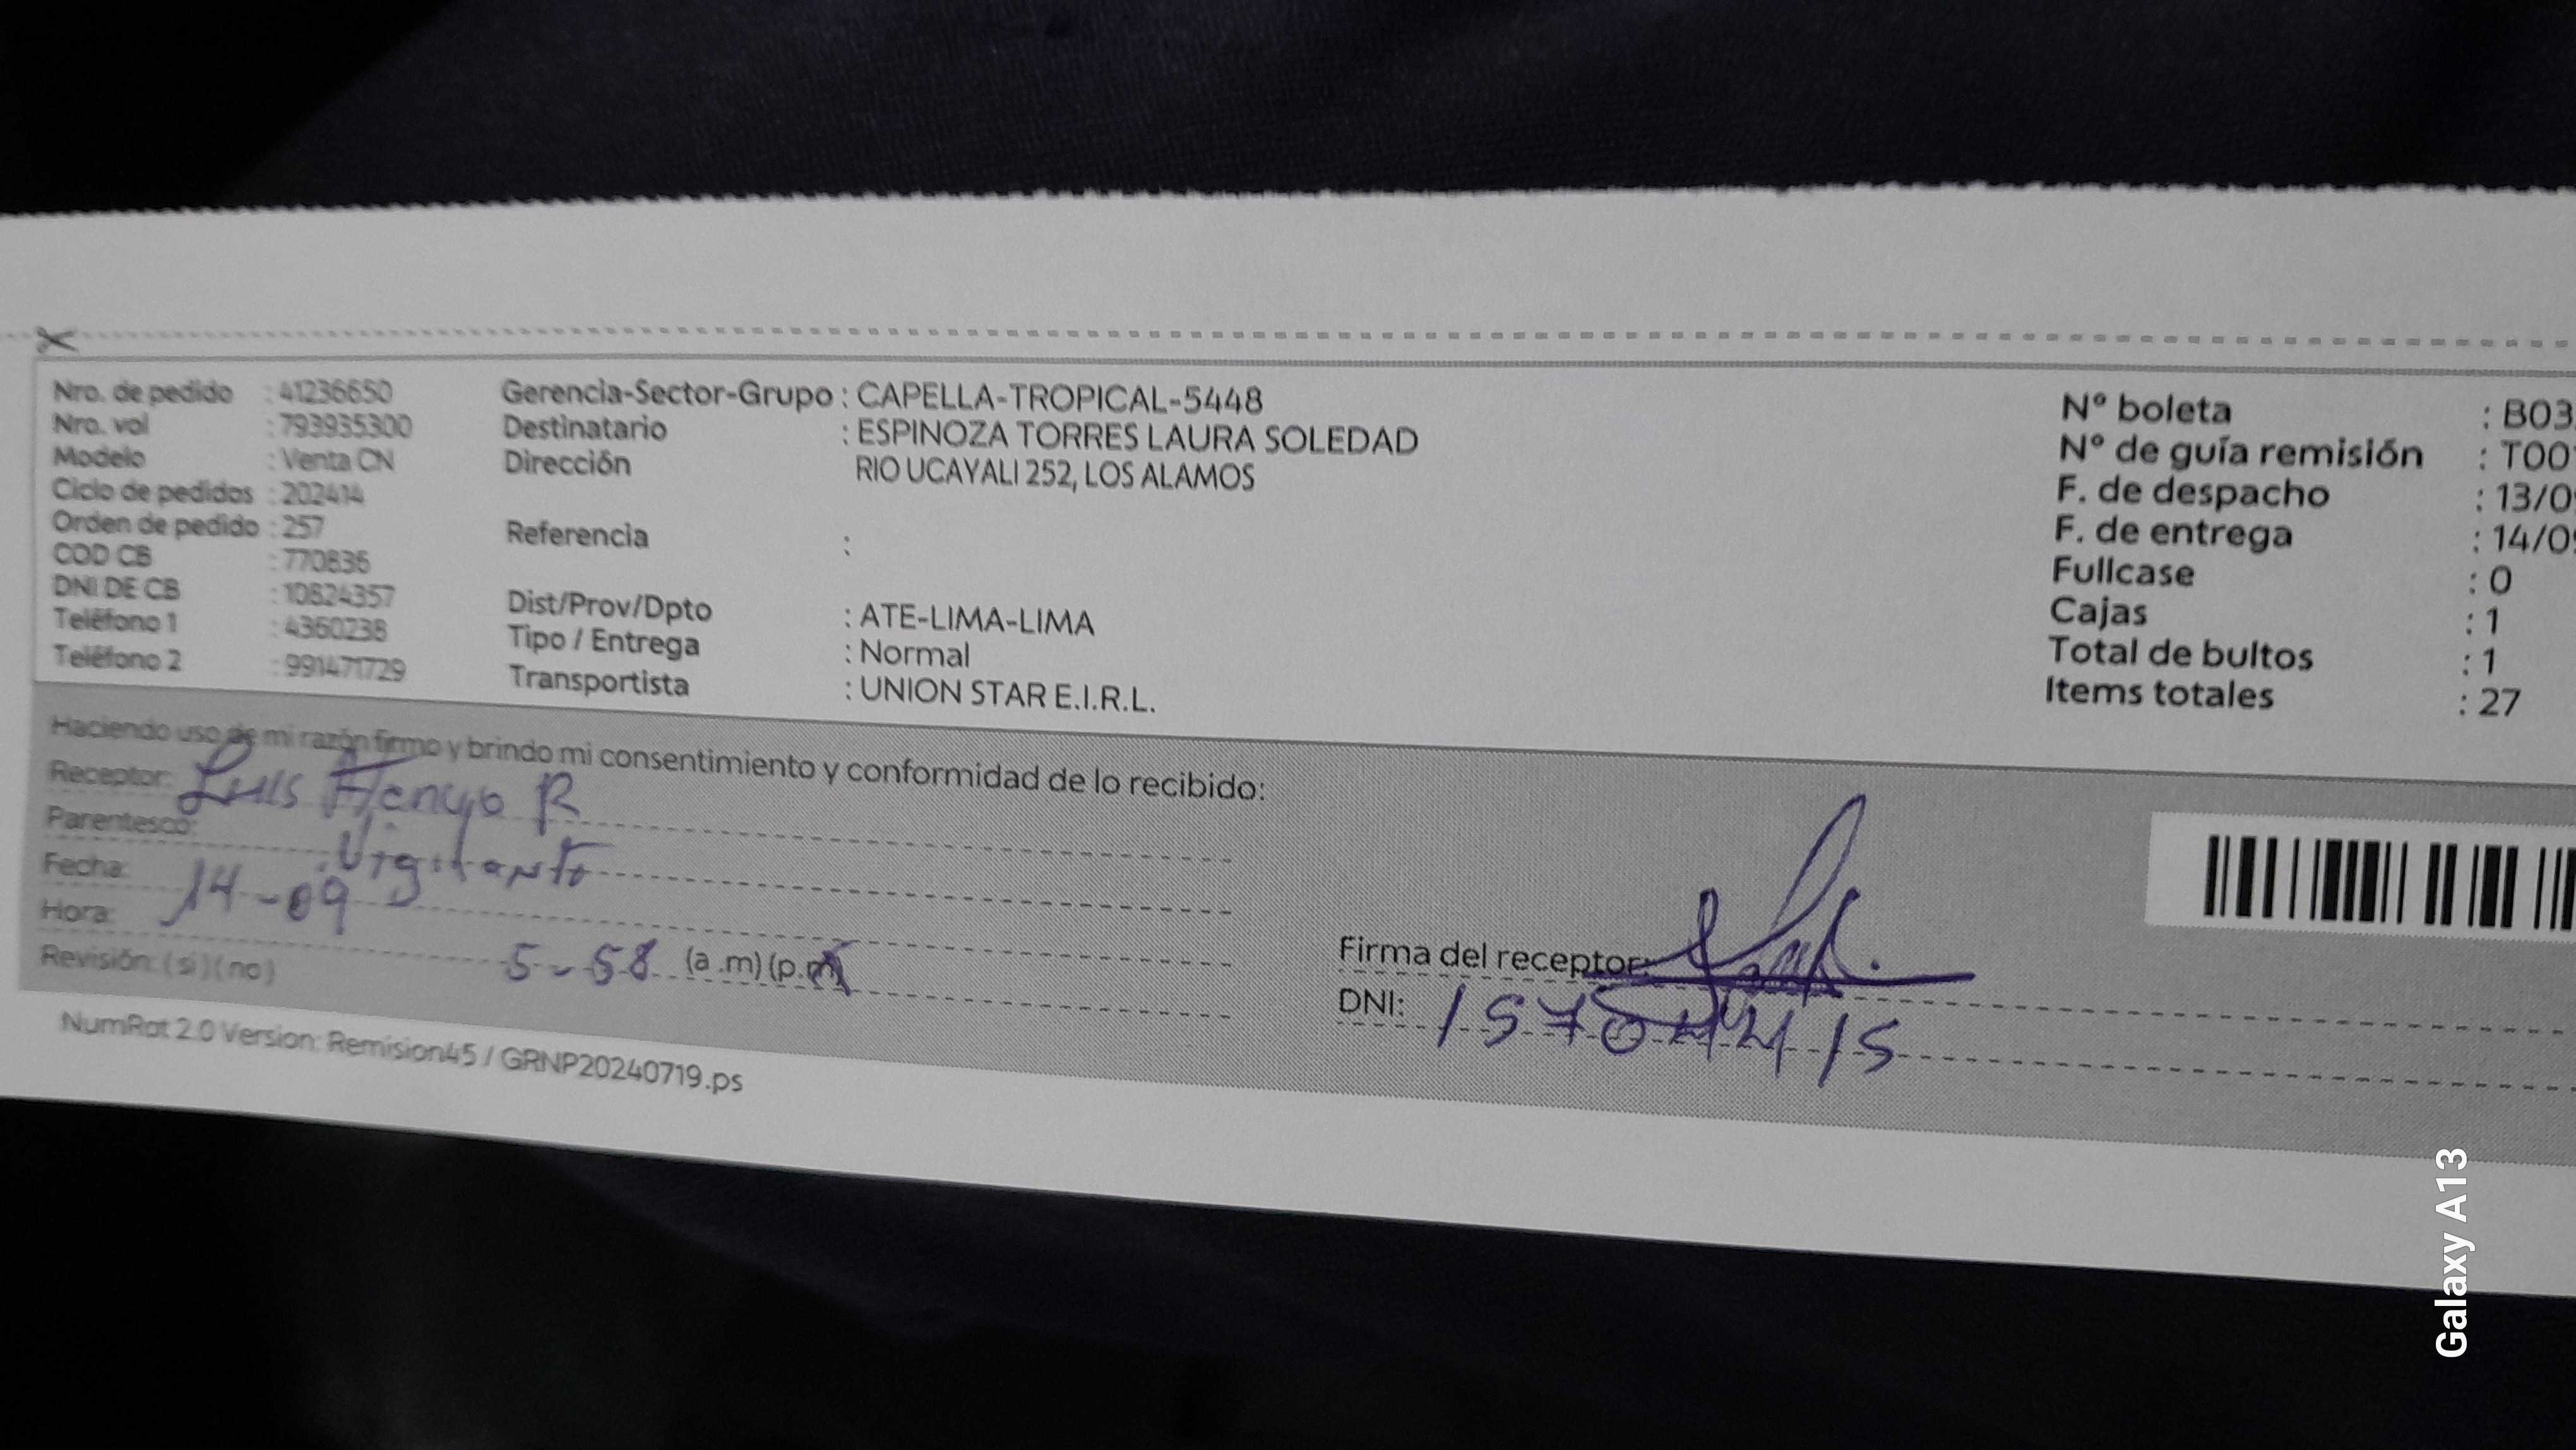 Nro. de pedido : 41236650
Nro. vol : 793935300
Modelo : Venta CN
Ciclo de pedidos : 202414
Orden de pedido : 257
COD CB : 770836
DNI DE CB : 10824357
Teléfono 1 : 4360238
Teléfono 2 : 991471729
Gerencia-Sector-Grupo : CAPELLA-TROPICAL-5448
Destinatario : ESPINOZA TORRES LAURA SOLEDAD
Dirección RIO UCAYALI 252, LOS ALAMOS
Referencia :
Dist/Prov/Dpto : ATE-LIMA-LIMA
Tipo / Entrega : Normal
Transportista : UNION STAR E.I.R.L.
Nº boleta : B03
Nº de guía remisión : T00
F. de despacho : 13/0
F. de entrega : 14/0
Fullcase : 0
Cajas : 1
Total de bultos : 1
Items totales : 27
Haciendo uso de mi razón firmo y brindo mi consentimiento y conformidad de lo recibido:
Receptor: Luis R
Parentesco: Vigilante
Fecha: 14-09
Hora: 5-58 (a.m) (p.m)
Revisión: (si) (no)
Firma del receptor:
DNI:
NumRot 2.0 Version: Remision45 / GRNP20240719.ps
Galaxy A13